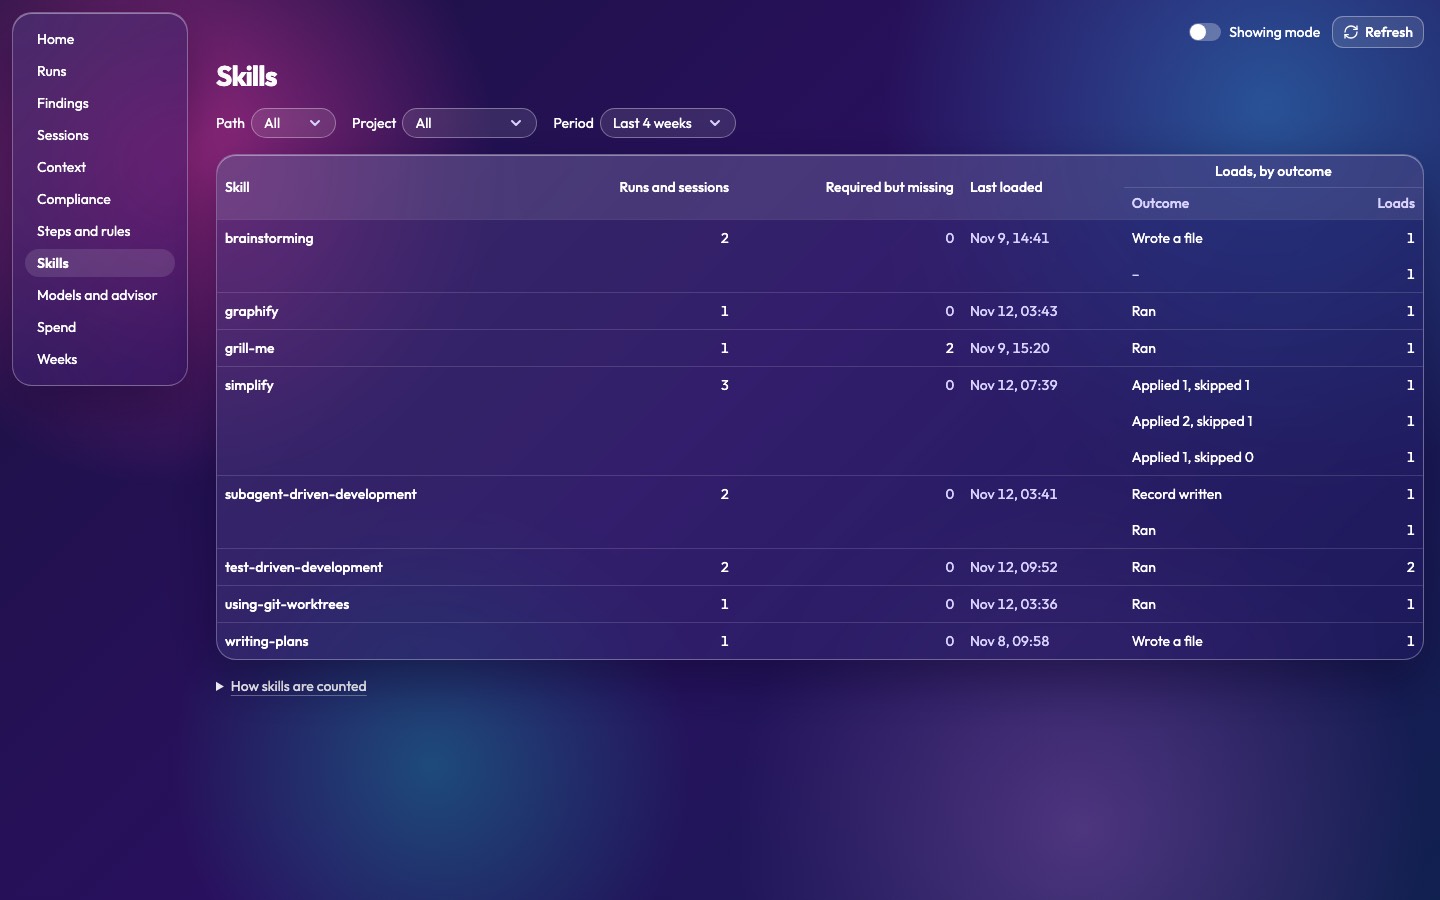 Home
Runs
Findings
Sessions
Context
Compliance
Steps and rules
Skills
Models and advisor
Spend
Weeks
Showing mode
Refresh
Skills
Path All Project All Period Last 4 weeks
Skill Runs and sessions Required but missing Last loaded Loads, by outcome
Outcome Loads
brainstorming 2 0 Nov 9, 14:41 Wrote a file 1
– 1
graphify 1 0 Nov 12, 03:43 Ran 1
grill-me 1 2 Nov 9, 15:20 Ran 1
simplify 3 0 Nov 12, 07:39 Applied 1, skipped 1 1
Applied 2, skipped 1 1
Applied 1, skipped 0 1
subagent-driven-development 2 0 Nov 12, 03:41 Record written 1
Ran 1
test-driven-development 2 0 Nov 12, 09:52 Ran 2
using-git-worktrees 1 0 Nov 12, 03:36 Ran 1
writing-plans 1 0 Nov 8, 09:58 Wrote a file 1
How skills are counted